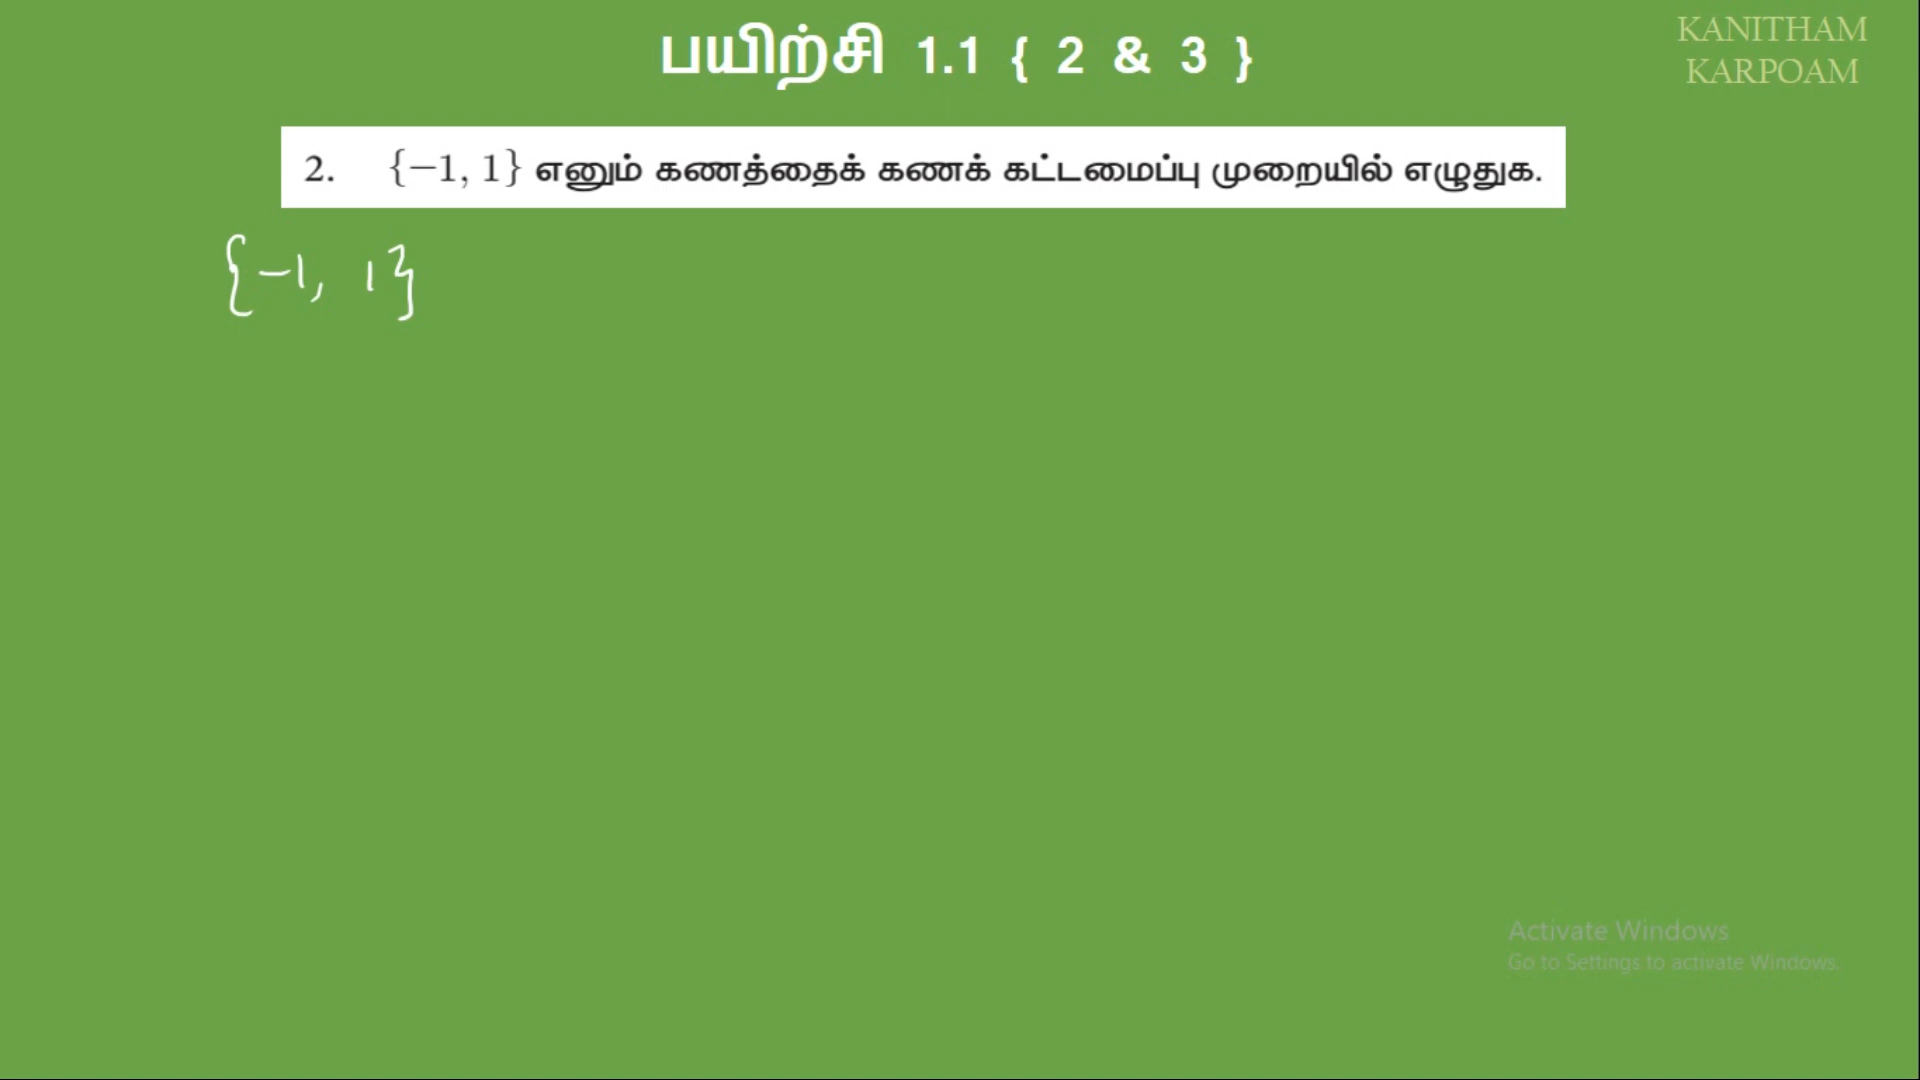 பயிற்சி 1.1 { 2 & 3 }
KANITHAM
KARPOAM
2. {−1, 1} எனும் கணத்தைக் கணக் கட்டமைப்பு முறையில் எழுதுக.
{−1, 1}
Activate Windows
Go to Settings to activate Windows.